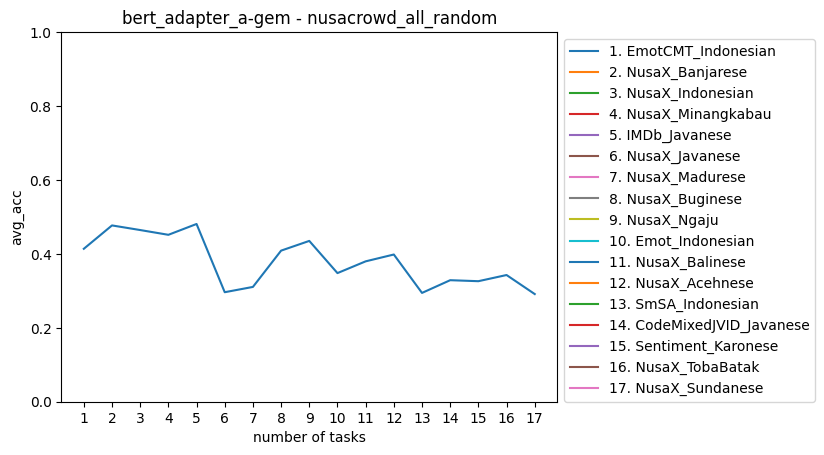 bert_adapter_a-gem - nusacrowd_all_random
avg_acc
1.0
0.8
0.6
0.4
0.2
0.0
1 2 3 4 5 6 7 8 9 10 11 12 13 14 15 16 17
number of tasks
1. EmotCMT_Indonesian
2. NusaX_Banjarese
3. NusaX_Indonesian
4. NusaX_Minangkabau
5. IMDb_Javanese
6. NusaX_Javanese
7. NusaX_Madurese
8. NusaX_Buginese
9. NusaX_Ngaju
10. Emot_Indonesian
11. NusaX_Balinese
12. NusaX_Acehnese
13. SmSA_Indonesian
14. CodeMixedJVID_Javanese
15. Sentiment_Karonese
16. NusaX_TobaBatak
17. NusaX_Sundanese